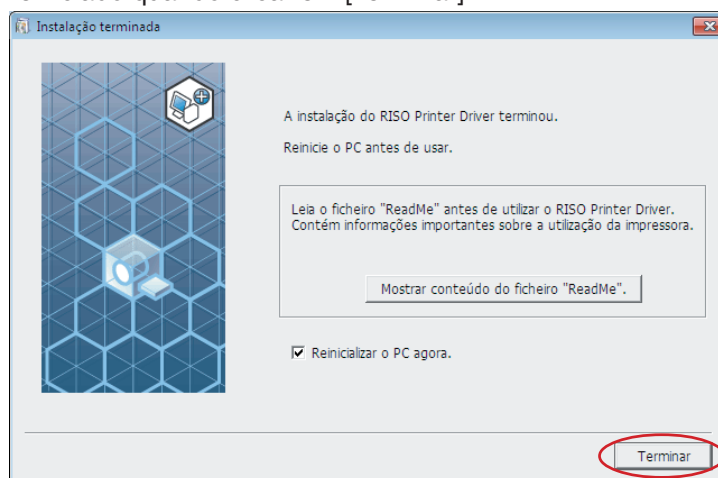 Instalação terminada
A instalação do RISO Printer Driver terminou.
Reinicie o PC antes de usar.
Leia o ficheiro "ReadMe" antes de utilizar o RISO Printer Driver.
Contém informações importantes sobre a utilização da impressora.
Mostrar conteúdo do ficheiro "ReadMe".
Reinicializar o PC agora.
Terminar